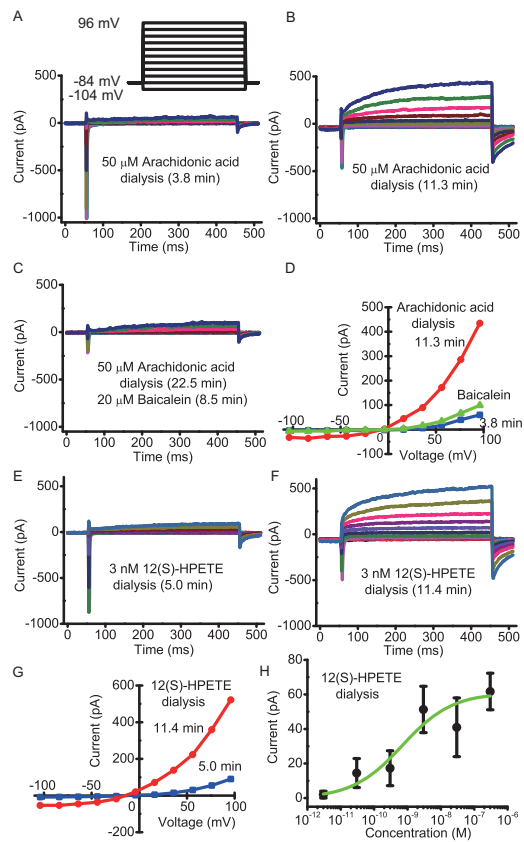 A
96 mV
-84 mV
-104 mV
500
0
-500
-1000
Current (pA)
50 μM Arachidonic acid
dialysis (3.8 min)
0 100 200 300 400 500
Time (ms)
B
500
0
-500
-1000
Current (pA)
50 μM Arachidonic acid
dialysis (11.3 min)
0 100 200 300 400 500
Time (ms)
C
500
0
-500
-1000
Current (pA)
50 μM Arachidonic acid
dialysis (22.5 min)
20 μM Baicalein (8.5 min)
0 100 200 300 400 500
Time (ms)
D
500
400
300
200
100
-100
Current (pA)
Arachidonic acid
dialysis
11.3 min
Baicalein
3.8 min
-100 -50 0 50 100
Voltage (mV)
E
500
0
-500
-1000
Current (pA)
3 nM 12(S)-HPETE
dialysis (5.0 min)
0 100 200 300 400 500
Time (ms)
F
500
0
-500
-1000
Current (pA)
3 nM 12(S)-HPETE
dialysis (11.4 min)
0 100 200 300 400 500
Time (ms)
G
600
400
200
-200
Current (pA)
12(S)-HPETE
dialysis
11.4 min
5.0 min
-100 -50 0 50 100
Voltage (mV)
H
80
60
40
20
0
Current (pA)
12(S)-HPETE
dialysis
10⁻¹² 10⁻¹¹ 10⁻¹⁰ 10⁻⁹ 10⁻⁸ 10⁻⁷ 10⁻⁶
Concentration (M)